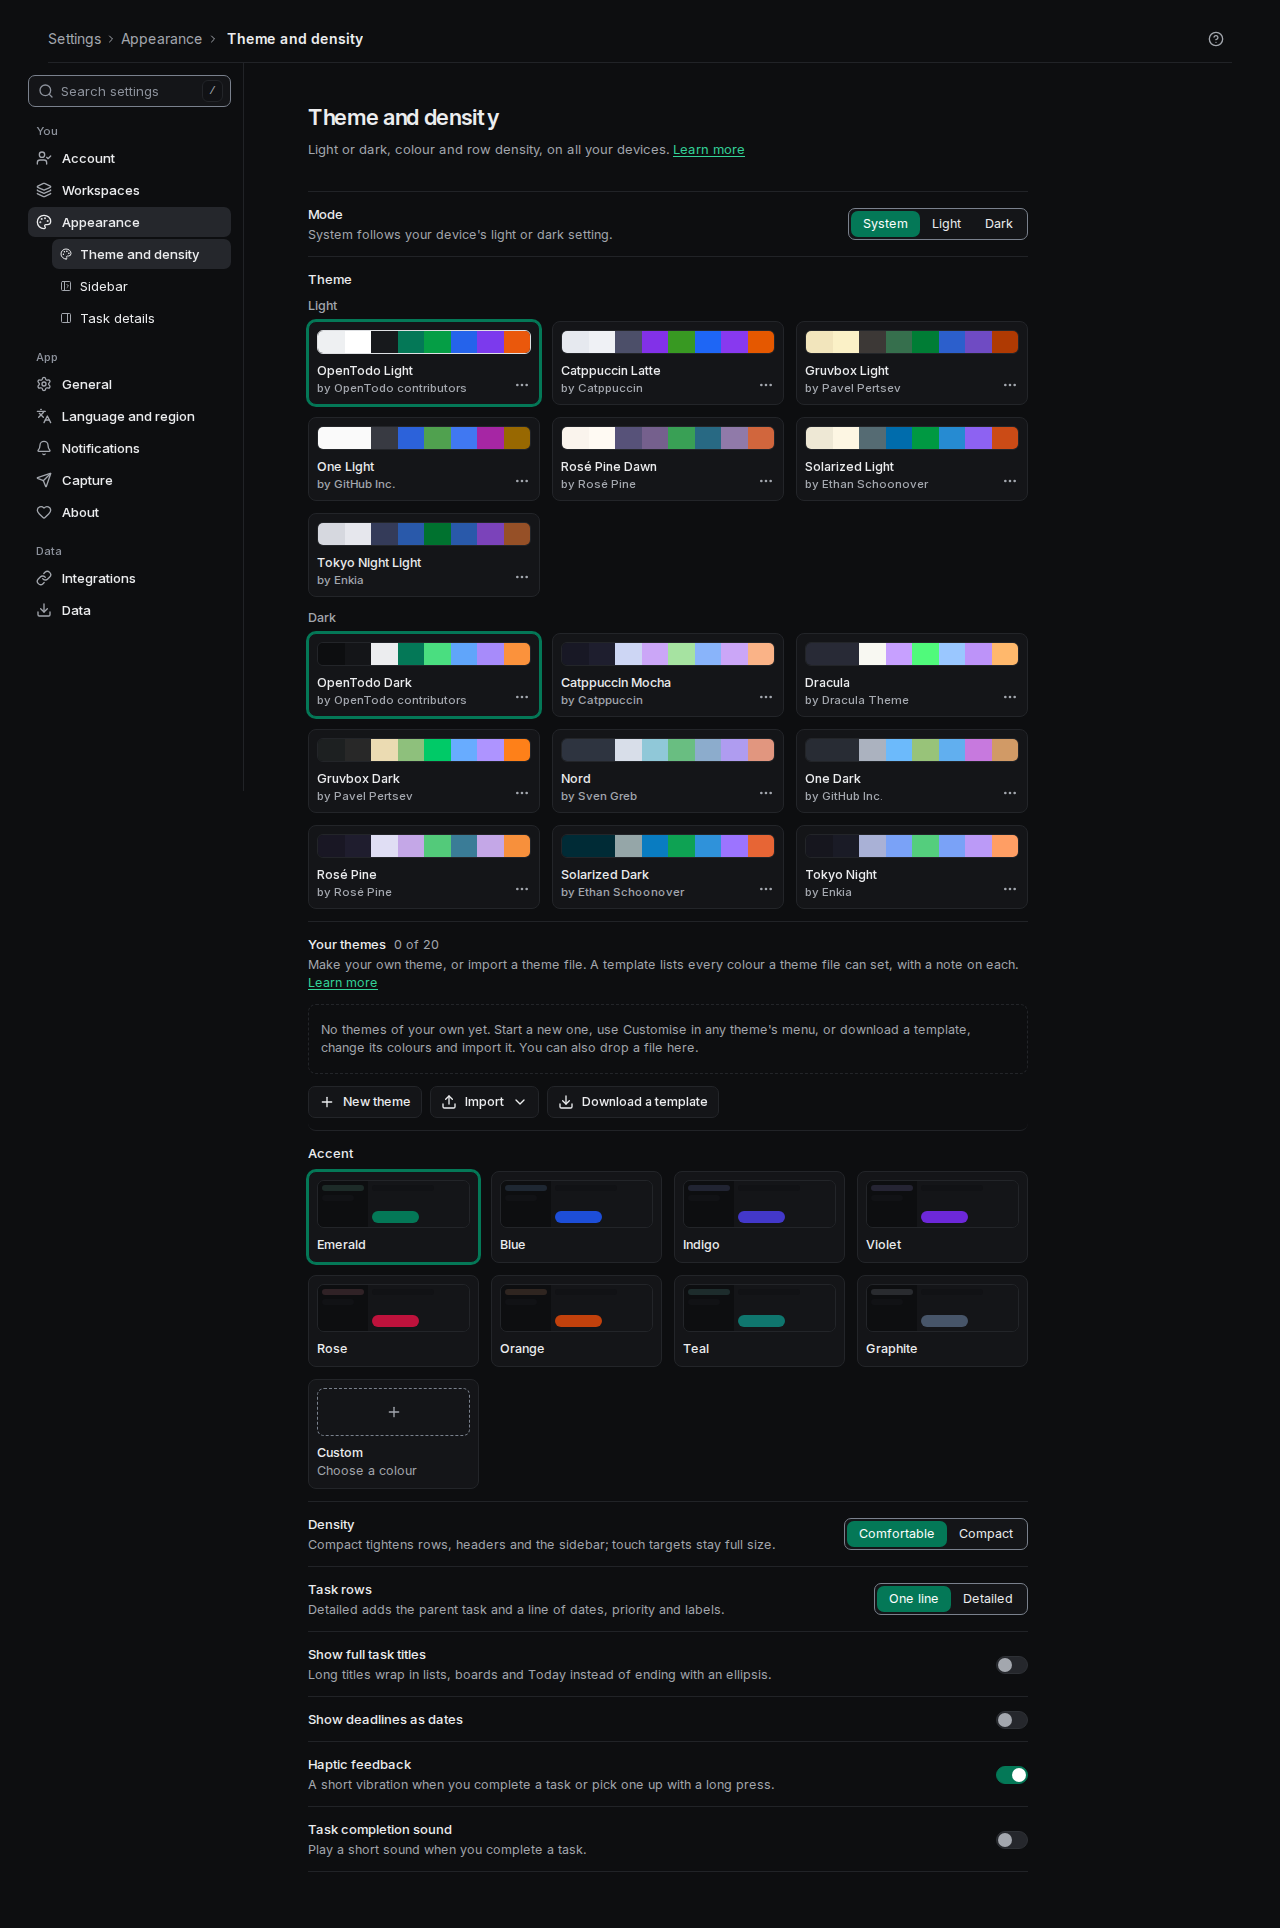 Settings > Appearance > Theme and density
Search settings /
You
Account
Workspaces
Appearance
Theme and density
Sidebar
Task details
App
General
Language and region
Notifications
Capture
About
Data
Integrations
Data
Theme and density
Light or dark, colour and row density, on all your devices. Learn more
Mode
System follows your device's light or dark setting.
System Light Dark
Theme
Light
OpenTodo Light
by OpenTodo contributors
Catppuccin Latte
by Catppuccin
Gruvbox Light
by Pavel Pertsev
One Light
by GitHub Inc.
Rosé Pine Dawn
by Rosé Pine
Solarized Light
by Ethan Schoonover
Tokyo Night Light
by Enkia
Dark
OpenTodo Dark
by OpenTodo contributors
Catppuccin Mocha
by Catppuccin
Dracula
by Dracula Theme
Gruvbox Dark
by Pavel Pertsev
Nord
by Sven Greb
One Dark
by GitHub Inc.
Rosé Pine
by Rosé Pine
Solarized Dark
by Ethan Schoonover
Tokyo Night
by Enkia
Your themes 0 of 20
Make your own theme, or import a theme file. A template lists every colour a theme file can set, with a note on each.
Learn more
No themes of your own yet. Start a new one, use Customise in any theme's menu, or download a template,
change its colours and import it. You can also drop a file here.
New theme
Import
Download a template
Accent
Emerald
Blue
Indigo
Violet
Rose
Orange
Teal
Graphite
Custom
Choose a colour
Density
Compact tightens rows, headers and the sidebar; touch targets stay full size.
Comfortable Compact
Task rows
Detailed adds the parent task and a line of dates, priority and labels.
One line Detailed
Show full task titles
Long titles wrap in lists, boards and Today instead of ending with an ellipsis.
Show deadlines as dates
Haptic feedback
A short vibration when you complete a task or pick one up with a long press.
Task completion sound
Play a short sound when you complete a task.